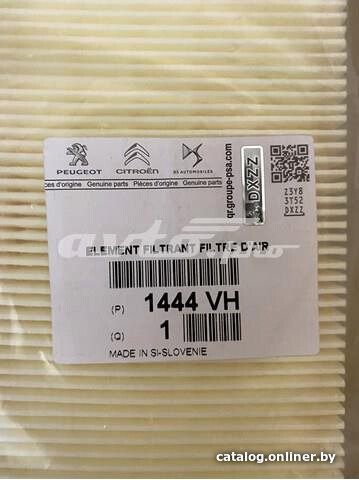 PEUGEOT
CITROËN
DS AUTOMOBILES
Pièces d'origine Genuine parts Pièces d'origine Genuine parts
qr.groupe-psa.com
DXZZ
Z3Y8
3T52
DXZZ
ELEMENT FILTRANT FILTRE D'AIR
(P) 1444 VH
(Q) 1
MADE IN SI-SLOVENIE
catalog.onliner.by